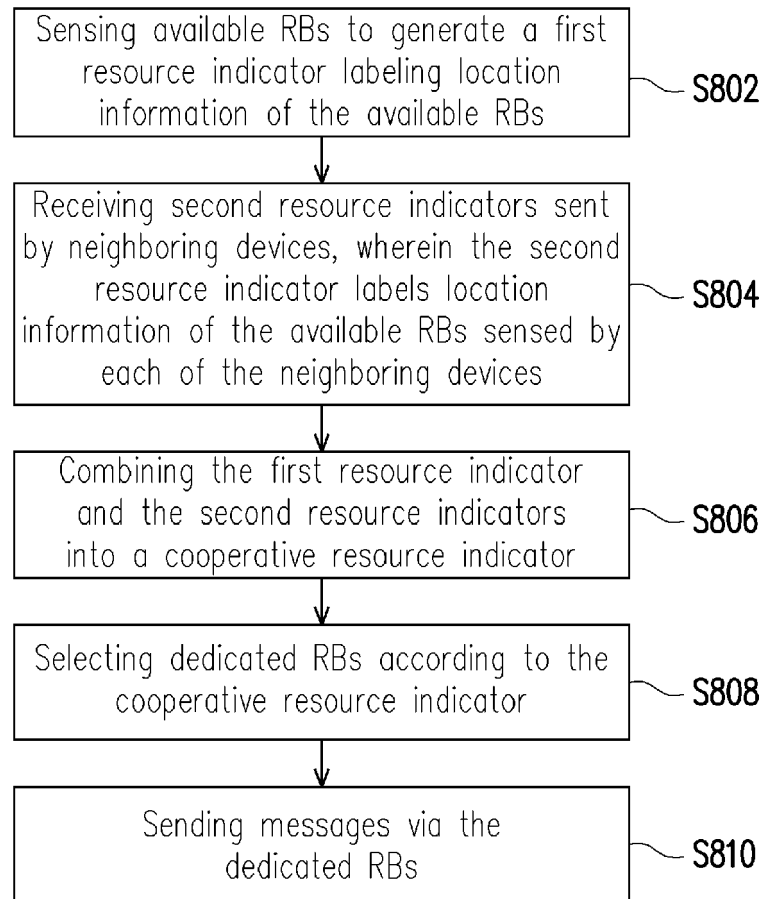 Sensing available RBs to generate a first
resource indicator labeling location
information of the available RBs
S802
Receiving second resource indicators sent
by neighboring devices, wherein the second
resource indicator labels location
information of the available RBs sensed by
each of the neighboring devices
S804
Combining the first resource indicator
and the second resource indicators
into a cooperative resource indicator
S806
Selecting dedicated RBs according to the
cooperative resource indicator
S808
Sending messages via the
dedicated RBs
S810